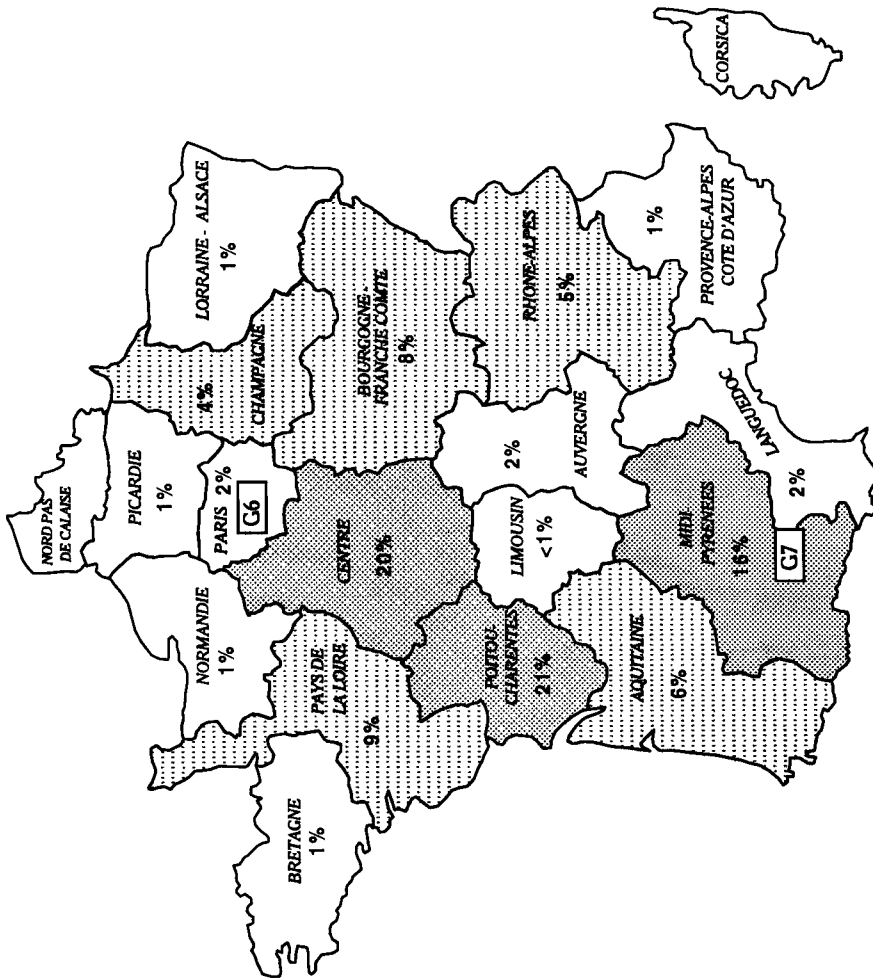 NORD PAS
DE CALAISE
PICARDIE
1%
NORMANDIE
1%
PARIS 2%
G6
4%
CHAMPAGNE
LORRAINE - ALSACE
1%
BRETAGNE
1%
PAYS DE
LA LOIRE
9%
CENTRE
20%
BOURGOGNE -
FRANCHE COMTE
8%
POITOU-
CHARENTES
21%
LIMOUSIN
<1%
2%
AUVERGNE
RHONE-ALPES
5%
AQUITAINE
6%
MIDI
PYRENEES
15%
G7
LANGUEDOC
2%
1%
PROVENCE-ALPES
COTE D'AZUR
CORSICA